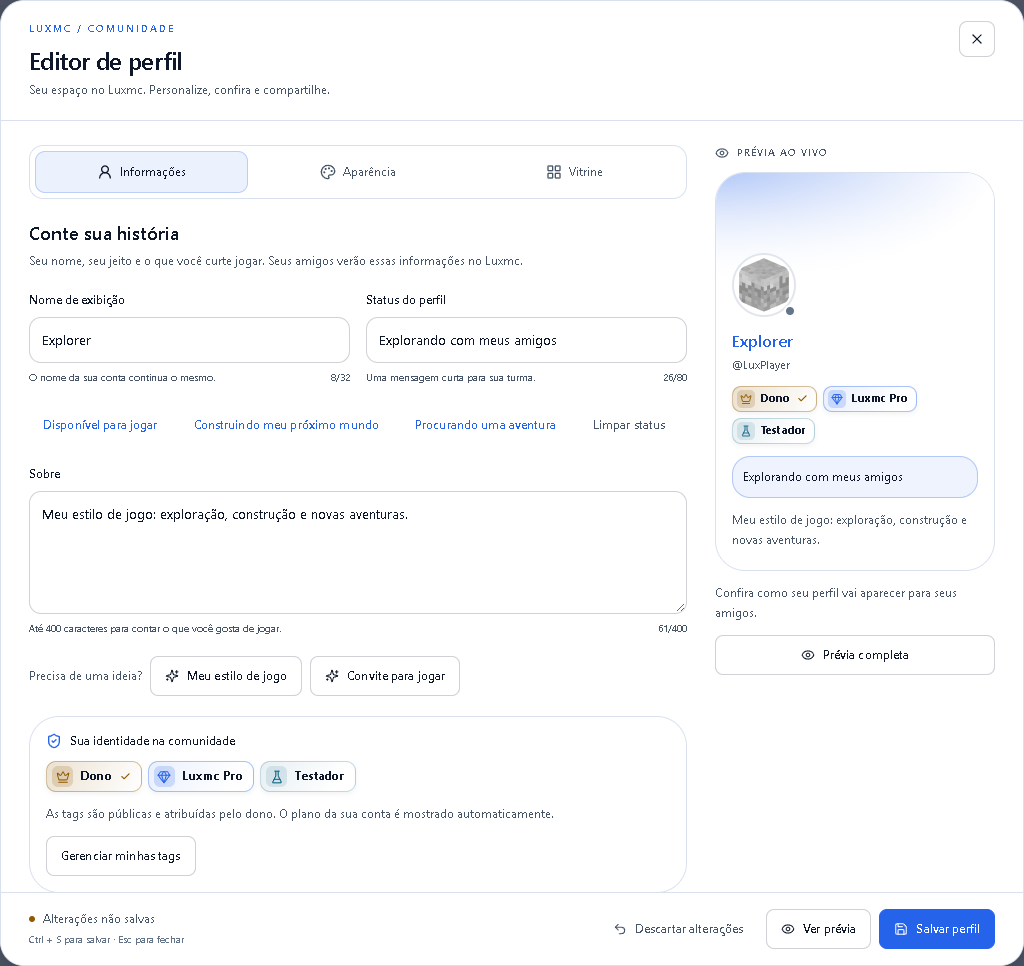 LUXMC / COMUNIDADE
Editor de perfil
Seu espaço no Luxmc. Personalize, confira e compartilhe.
Informações
Aparência
Vitrine
Conte sua história
Seu nome, seu jeito e o que você curte jogar. Seus amigos verão essas informações no Luxmc.
Nome de exibição
Status do perfil
Explorer
Explorando com meus amigos
O nome da sua conta continua o mesmo.
8/32
Uma mensagem curta para sua turma.
26/80
Disponível para jogar
Construindo meu próximo mundo
Procurando uma aventura
Limpar status
Sobre
Meu estilo de jogo: exploração, construção e novas aventuras.
Até 400 caracteres para contar o que você gosta de jogar.
61/400
Precisa de uma ideia?
Meu estilo de jogo
Convite para jogar
Sua identidade na comunidade
Dono
Luxmc Pro
Testador
As tags são públicas e atribuídas pelo dono. O plano da sua conta é mostrado automaticamente.
Gerenciar minhas tags
PRÉVIA AO VIVO
Explorer
@LuxPlayer
Dono
Luxmc Pro
Testador
Explorando com meus amigos
Meu estilo de jogo: exploração, construção e
novas aventuras.
Confira como seu perfil vai aparecer para seus
amigos.
Prévia completa
Alterações não salvas
Ctrl + S para salvar · Esc para fechar
Descartar alterações
Ver prévia
Salvar perfil